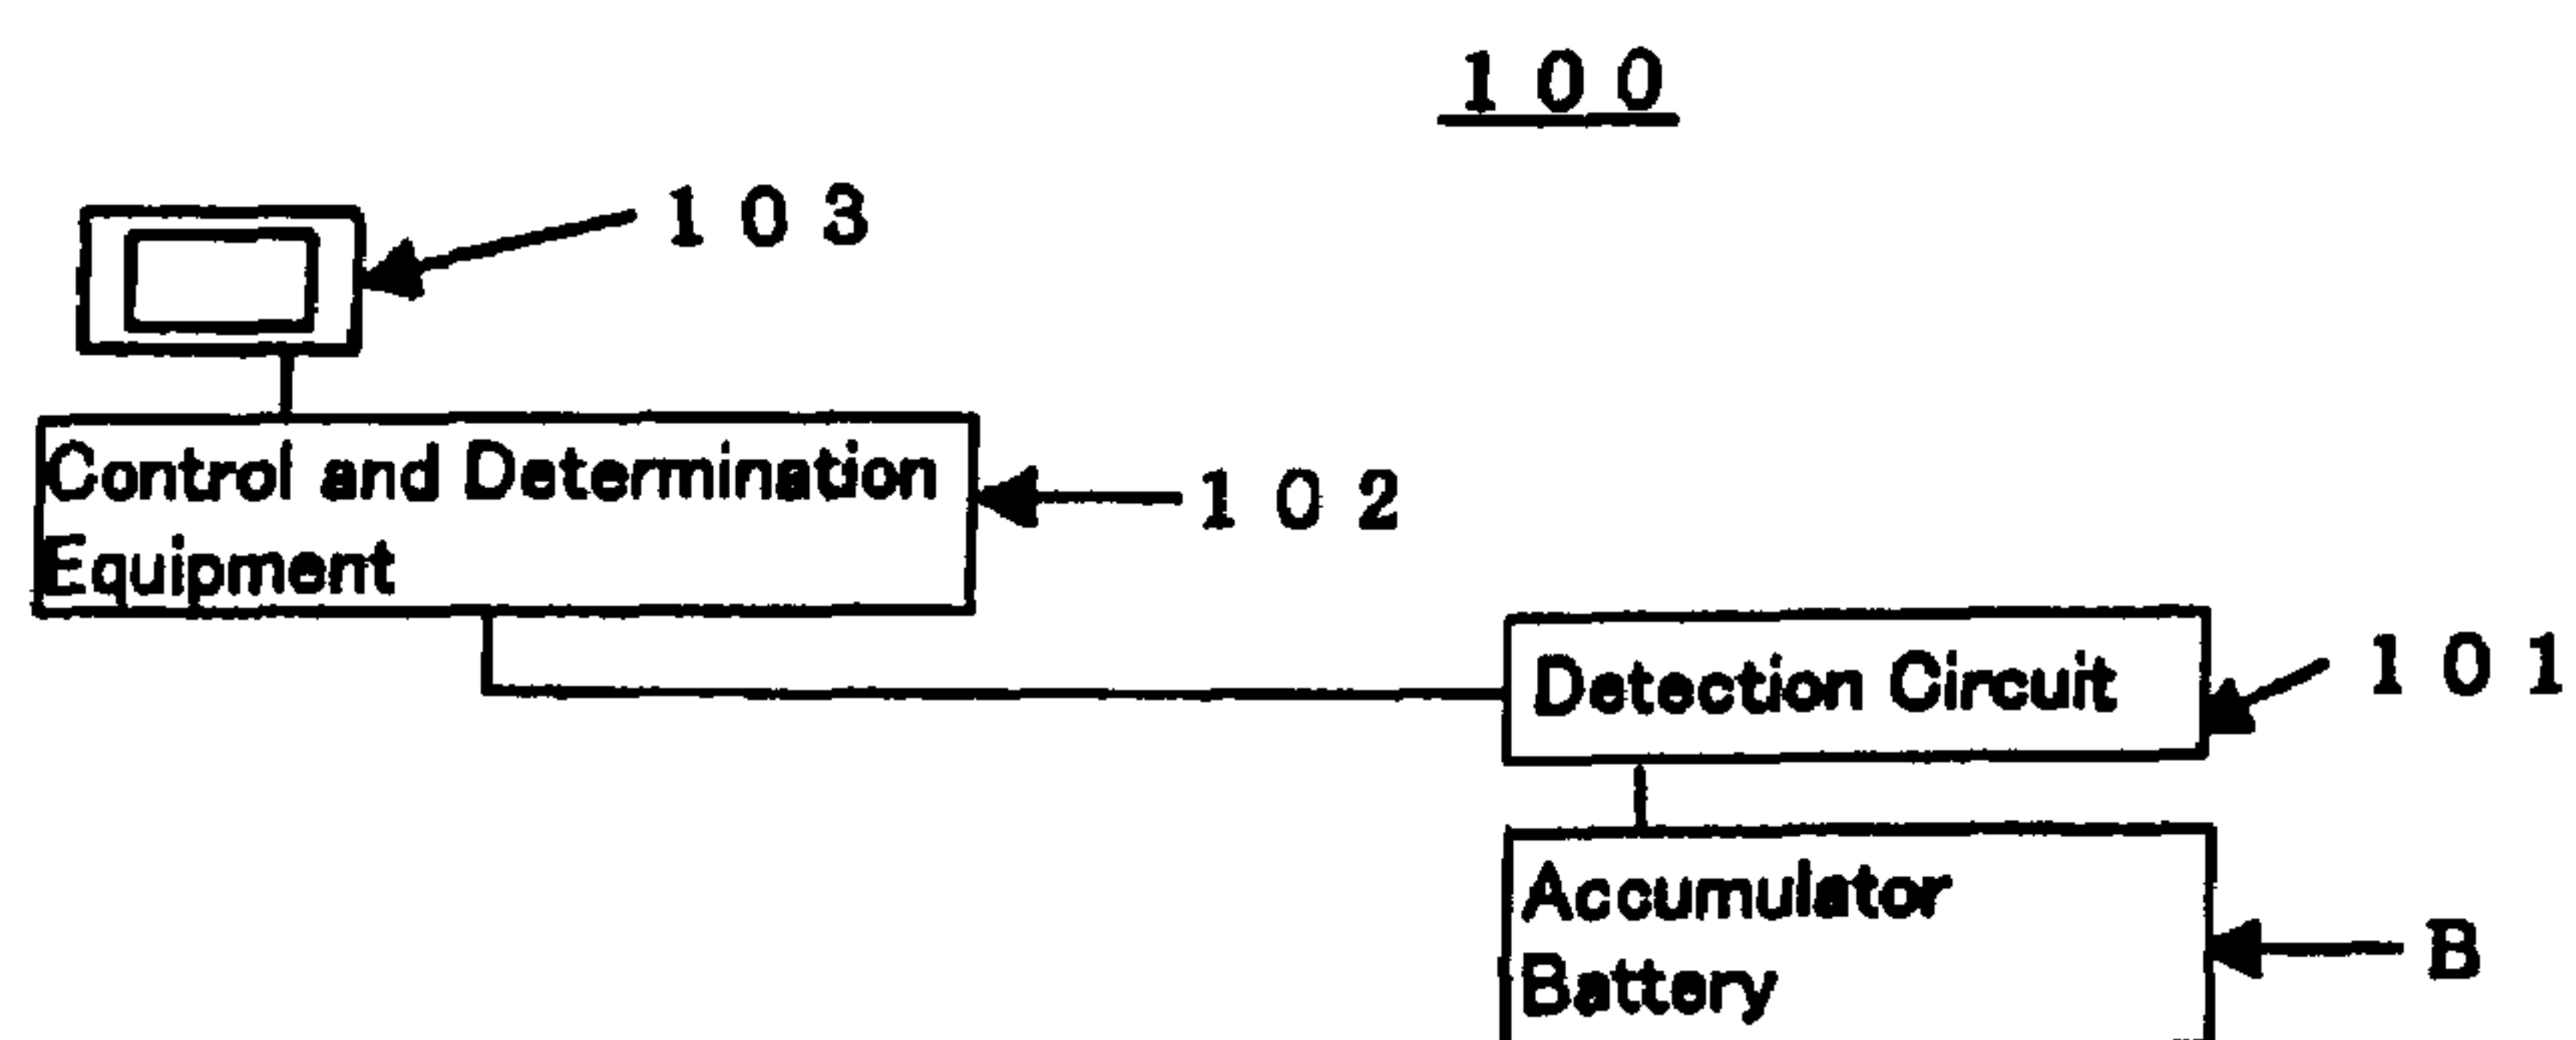 100
103
Control and Determination
Equipment
102
Detection Circuit
101
Accumulator
Battery
B